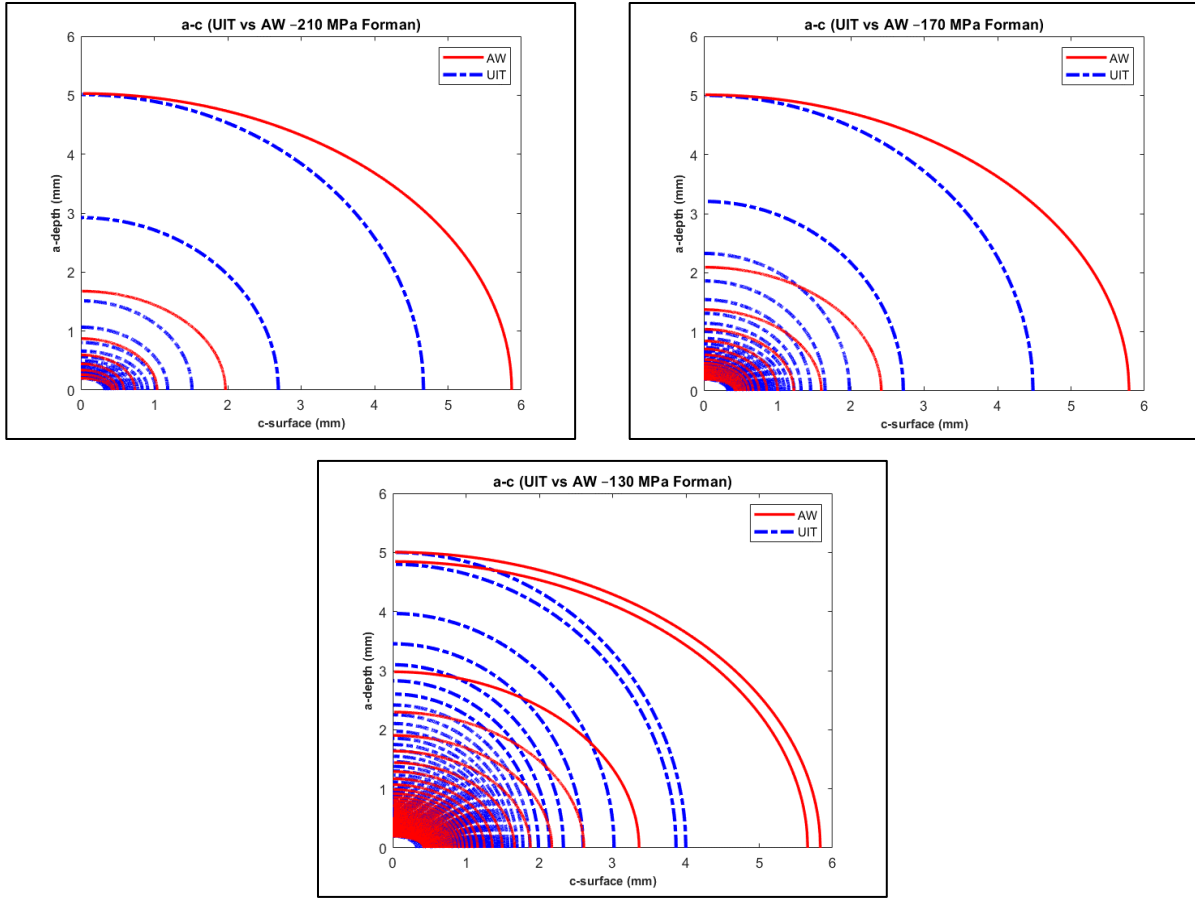 a-c (UIT vs AW −210 MPa Forman)
AW
UIT
6
5
4
3
2
1
0
a-depth (mm)
0 1 2 3 4 5 6
c-surface (mm)
a-c (UIT vs AW −170 MPa Forman)
AW
UIT
6
5
4
3
2
1
0
a-depth (mm)
0 1 2 3 4 5 6
c-surface (mm)
a-c (UIT vs AW −130 MPa Forman)
AW
UIT
6
5
4
3
2
1
0
a-depth (mm)
0 1 2 3 4 5 6
c-surface (mm)